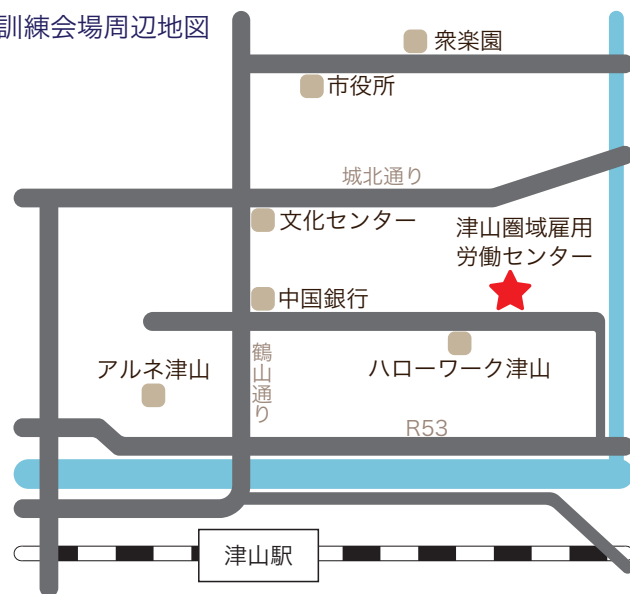 訓練会場周辺地図
衆楽園
市役所
城北通り
文化センター
津山圏域雇用
労働センター
中国銀行
鶴山通り
ハローワーク津山
アルネ津山
R53
津山駅